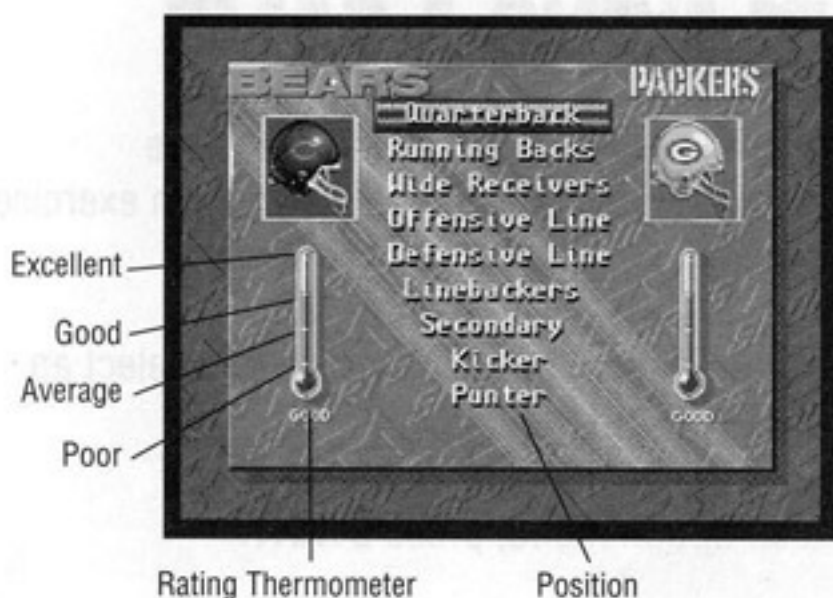 BEARS PACKERS
Quarterback
Running Backs
Wide Receivers
Offensive Line
Defensive Line
Linebackers
Secondary
Kicker
Punter
Excellent
Good
Average
Poor
GOOD GOOD
Rating Thermometer Position